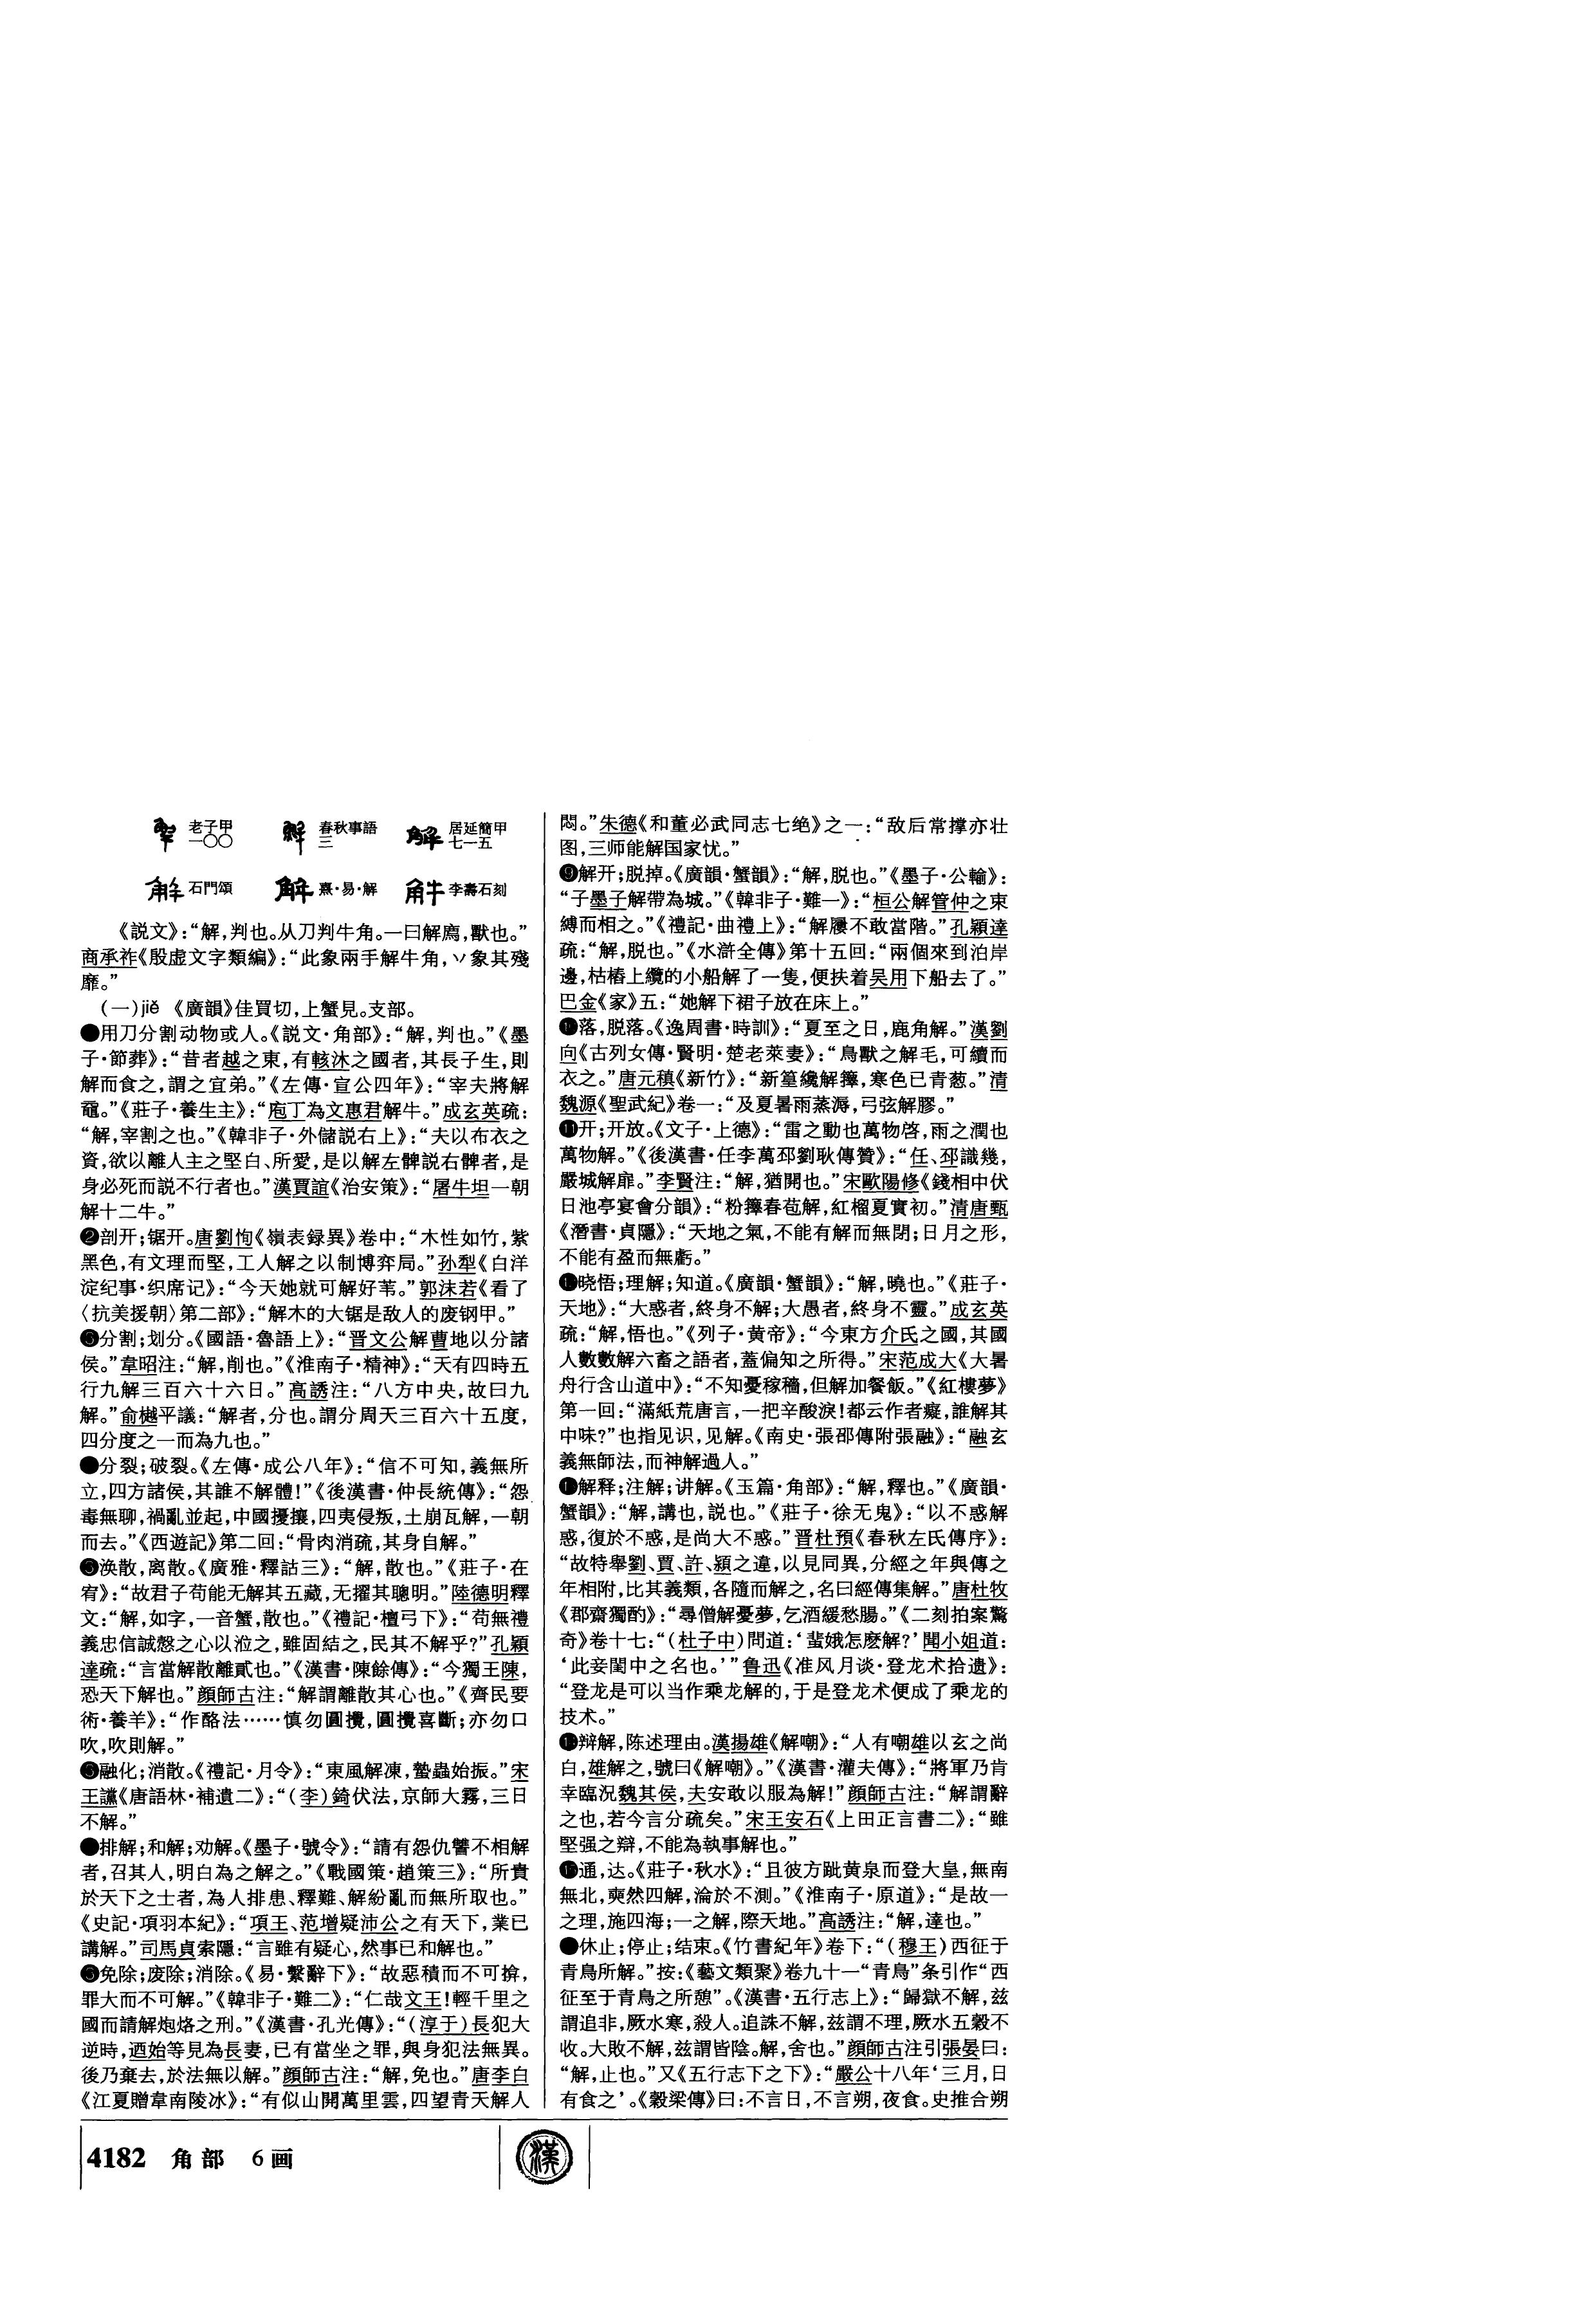 老子甲
一〇〇
春秋事語
三
居延簡甲
七一五
石門頌
熹·易·解
李壽石刻
《説文》：“解，判也。从刀判牛角。一曰解廌，獸也。”
商承祚《殷虚文字類編》：“此象兩手解牛角，丷象其殘
靡。”
(一)jiě　《廣韻》佳買切，上蟹見。支部。
●用刀分割动物或人。《説文·角部》：“解，判也。”《墨
子·節葬》：“昔者越之東，有輆沐之國者，其長子生，則
解而食之，謂之宜弟。”《左傳·宣公四年》：“宰夫將解
黿。”《莊子·養生主》：“庖丁為文惠君解牛。”成玄英疏：
“解，宰割之也。”《韓非子·外儲説右上》：“夫以布衣之
資，欲以離人主之堅白、所愛，是以解左髀説右髀者，是
身必死而説不行者也。”漢賈誼《治安策》：“屠牛坦一朝
解十二牛。”
❷剖开；锯开。唐劉恂《嶺表録異》卷中：“木性如竹，紫
黑色，有文理而堅，工人解之以制博弈局。”孙犁《白洋
淀纪事·织席记》：“今天她就可解好苇。”郭沫若《看了
〈抗美援朝〉第二部》：“解木的大锯是敌人的废钢甲。”
❸分割；划分。《國語·魯語上》：“晋文公解曹地以分諸
侯。”韋昭注：“解，削也。”《淮南子·精神》：“天有四時五
行九解三百六十六日。”高誘注：“八方中央，故曰九
解。”俞樾平議：“解者，分也。謂分周天三百六十五度，
四分度之一而為九也。”
●分裂；破裂。《左傳·成公八年》：“信不可知，義無所
立，四方諸侯，其誰不解體！”《後漢書·仲長統傳》：“怨
毒無聊，禍亂並起，中國擾攘，四夷侵叛，土崩瓦解，一朝
而去。”《西遊記》第二回：“骨肉消疏，其身自解。”
❺涣散，离散。《廣雅·釋詁三》：“解，散也。”《莊子·在
宥》：“故君子苟能无解其五藏，无擢其聰明。”陸德明釋
文：“解，如字，一音蟹，散也。”《禮記·檀弓下》：“苟無禮
義忠信誠慤之心以涖之，雖固結之，民其不解乎?”孔穎
達疏：“言當解散離貳也。”《漢書·陳餘傳》：“今獨王陳，
恐天下解也。”顔師古注：“解謂離散其心也。”《齊民要
術·養羊》：“作酪法……慎勿圓攪，圓攪喜斷；亦勿口
吹，吹則解。”
❻融化；消散。《禮記·月令》：“東風解凍，蟄蟲始振。”宋
王讜《唐語林·補遺二》：“(李)錡伏法，京師大霧，三日
不解。”
●排解；和解；劝解。《墨子·號令》：“請有怨仇讐不相解
者，召其人，明白為之解之。”《戰國策·趙策三》：“所貴
於天下之士者，為人排患、釋難、解紛亂而無所取也。”
《史記·項羽本紀》：“項王、范增疑沛公之有天下，業已
講解。”司馬貞索隱：“言雖有疑心，然事已和解也。”
❽免除；废除；消除。《易·繫辭下》：“故惡積而不可揜，
罪大而不可解。”《韓非子·難二》：“仁哉文王！輕千里之
國而請解炮烙之刑。”《漢書·孔光傳》：“(淳于)長犯大
逆時，迺始等見為長妻，已有當坐之罪，與身犯法無異。
後乃棄去，於法無以解。”顔師古注：“解，免也。”唐李白
《江夏贈韋南陵冰》：“有似山開萬里雲，四望青天解人
悶。”朱德《和董必武同志七绝》之一：“敌后常撑亦壮
图，三师能解国家忧。”
❾解开；脱掉。《廣韻·蟹韻》：“解，脱也。”《墨子·公輸》：
“子墨子解帶為城。”《韓非子·難一》：“桓公解管仲之束
縛而相之。”《禮記·曲禮上》：“解屨不敢當階。”孔穎達
疏：“解，脱也。”《水滸全傳》第十五回：“兩個來到泊岸
邊，枯樁上纜的小船解了一隻，便扶着吴用下船去了。”
巴金《家》五：“她解下裙子放在床上。”
❿落，脱落。《逸周書·時訓》：“夏至之日，鹿角解。”漢劉
向《古列女傳·賢明·楚老萊妻》：“鳥獸之解毛，可績而
衣之。”唐元稹《新竹》：“新篁纔解籜，寒色已青葱。”清
魏源《聖武紀》卷一：“及夏暑雨蒸溽，弓弦解膠。”
⓫开；开放。《文子·上德》：“雷之動也萬物啓，雨之潤也
萬物解。”《後漢書·任李萬邳劉耿傳贊》：“任、邳識幾，
嚴城解扉。”李賢注：“解，猶開也。”宋歐陽修《錢相中伏
日池亭宴會分韻》：“粉籜春苞解，紅榴夏實初。”清唐甄
《潛書·貞隱》：“天地之氣，不能有解而無閉；日月之形，
不能有盈而無虧。”
⓬晓悟；理解；知道。《廣韻·蟹韻》：“解，曉也。”《莊子·
天地》：“大惑者，終身不解；大愚者，終身不靈。”成玄英
疏：“解，悟也。”《列子·黄帝》：“今東方介氏之國，其國
人數數解六畜之語者，蓋偏知之所得。”宋范成大《大暑
舟行含山道中》：“不知憂稼穡，但解加餐飯。”《紅樓夢》
第一回：“滿紙荒唐言，一把辛酸淚！都云作者癡，誰解其
中味?”也指见识，见解。《南史·張邵傳附張融》：“融玄
義無師法，而神解過人。”
⓭解释；注解；讲解。《玉篇·角部》：“解，釋也。”《廣韻·
蟹韻》：“解，講也，説也。”《莊子·徐无鬼》：“以不惑解
惑，復於不惑，是尚大不惑。”晋杜預《春秋左氏傳序》：
“故特舉劉、賈、許、潁之違，以見同異，分經之年與傳之
年相附，比其義類，各隨而解之，名曰經傳集解。”唐杜牧
《郡齋獨酌》：“尋僧解憂夢，乞酒緩愁腸。”《二刻拍案驚
奇》卷十七：“(杜子中)問道：‘蜚娥怎麽解?’聞小姐道：
‘此妾閨中之名也。’”鲁迅《准风月谈·登龙术拾遗》：
“登龙是可以当作乘龙解的，于是登龙术便成了乘龙的
技术。”
⓮辩解，陈述理由。漢揚雄《解嘲》：“人有嘲雄以玄之尚
白，雄解之，號曰《解嘲》。”《漢書·灌夫傳》：“將軍乃肯
幸臨況魏其侯，夫安敢以服為解！”顔師古注：“解謂辭
之也，若今言分疏矣。”宋王安石《上田正言書二》：“雖
堅强之辯，不能為執事解也。”
⓯通，达。《莊子·秋水》：“且彼方跐黄泉而登大皇，無南
無北，奭然四解，淪於不測。”《淮南子·原道》：“是故一
之理，施四海；一之解，際天地。”高誘注：“解，達也。”
●休止；停止；结束。《竹書紀年》卷下：“(穆王)西征于
青鳥所解。”按：《藝文類聚》卷九十一“青鳥”条引作“西
征至于青鳥之所憩”。《漢書·五行志上》：“歸獄不解，兹
謂追非，厥水寒，殺人。追誅不解，兹謂不理，厥水五穀不
收。大敗不解，兹謂皆陰。解，舍也。”顔師古注引張晏曰：
“解，止也。”又《五行志下之下》：“嚴公十八年‘三月，日
有食之’。《穀梁傳》曰：不言日，不言朔，夜食。史推合朔
4182　角部　6画
漢